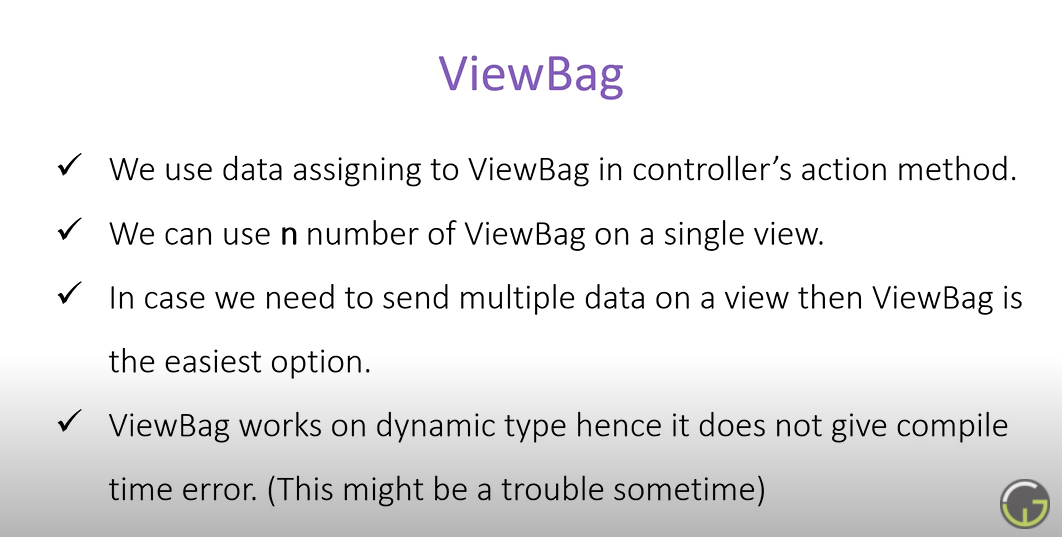 ViewBag
✓ We use data assigning to ViewBag in controller’s action method.
✓ We can use n number of ViewBag on a single view.
✓ In case we need to send multiple data on a view then ViewBag is
the easiest option.
✓ ViewBag works on dynamic type hence it does not give compile
time error. (This might be a trouble sometime)